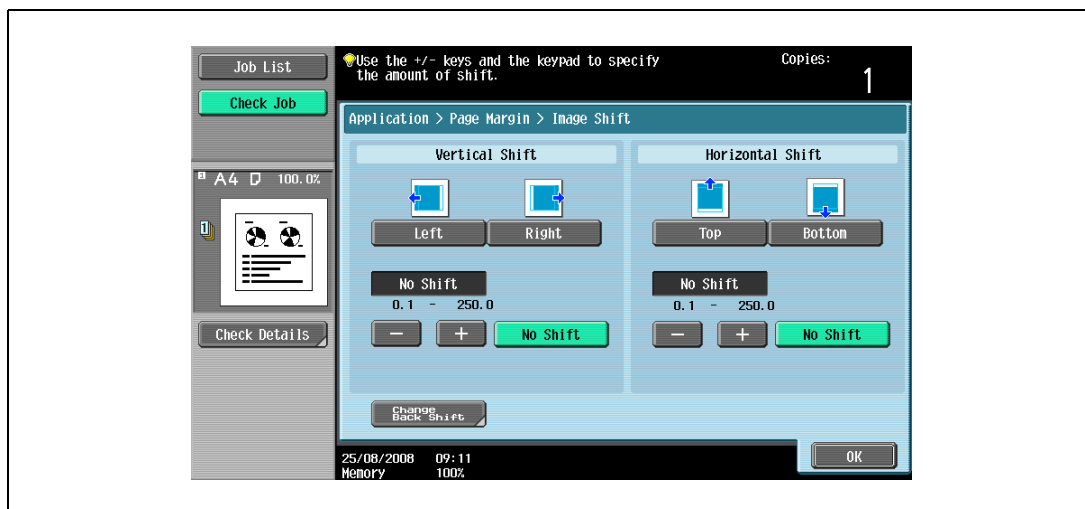 Job List
Check Job
Use the +/- keys and the keypad to specify
the amount of shift.
Copies:
1
Application > Page Margin > Image Shift
Vertical Shift
Horizontal Shift
A4 100.0%
1
Left
Right
Top
Bottom
No Shift
0.1 - 250.0
No Shift
0.1 - 250.0
− + No Shift
− + No Shift
Check Details
Change
Back Shift
25/08/2008 09:11
Memory 100%
OK